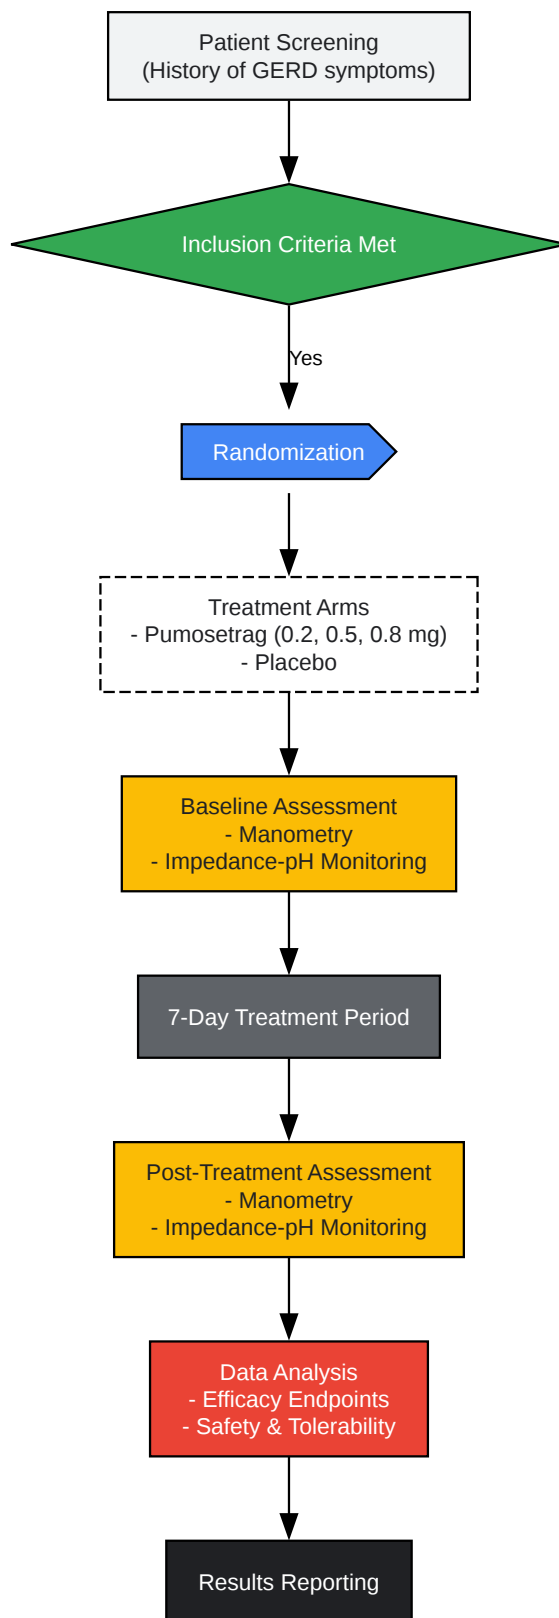 Patient Screening
(History of GERD symptoms)
Inclusion Criteria Met
Yes
Randomization
Treatment Arms
- Pumosetrag (0.2, 0.5, 0.8 mg)
- Placebo
Baseline Assessment
- Manometry
- Impedance-pH Monitoring
7-Day Treatment Period
Post-Treatment Assessment
- Manometry
- Impedance-pH Monitoring
Data Analysis
- Efficacy Endpoints
- Safety & Tolerability
Results Reporting